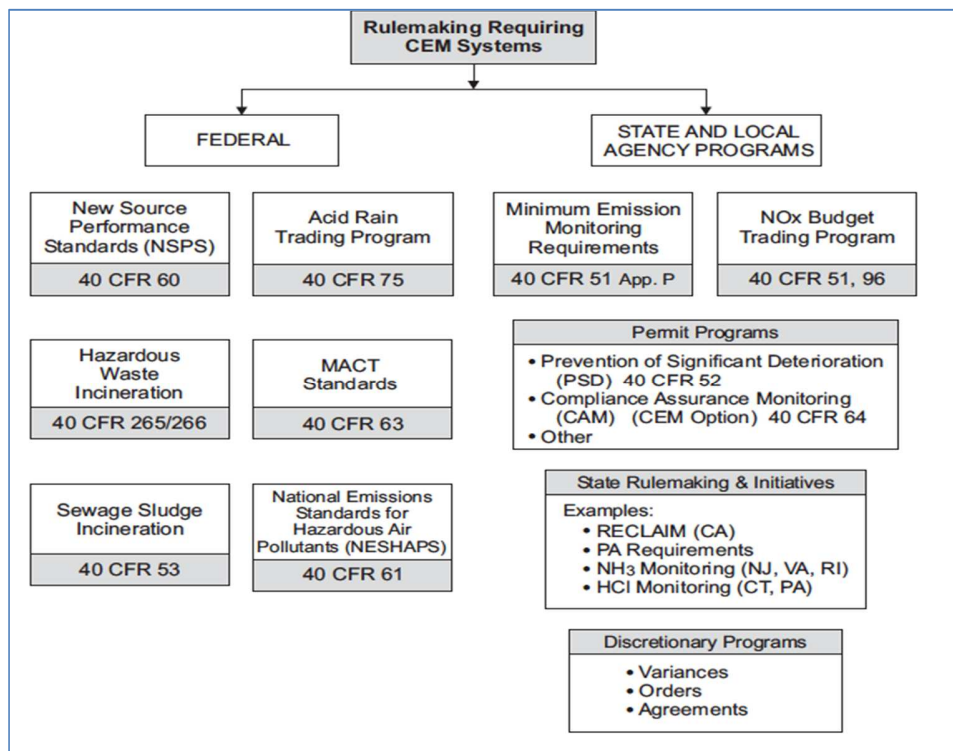 Rulemaking Requiring
CEM Systems
FEDERAL
STATE AND LOCAL
AGENCY PROGRAMS
New Source
Performance
Standards (NSPS)
40 CFR 60
Acid Rain
Trading Program
40 CFR 75
Minimum Emission
Monitoring
Requirements
40 CFR 51 App. P
NOx Budget
Trading Program
40 CFR 51, 96
Hazardous
Waste
Incineration
40 CFR 265/266
MACT
Standards
40 CFR 63
Permit Programs
• Prevention of Significant Deterioration
(PSD) 40 CFR 52
• Compliance Assurance Monitoring
(CAM) (CEM Option) 40 CFR 64
• Other
Sewage Sludge
Incineration
40 CFR 53
National Emissions
Standards for
Hazardous Air
Pollutants (NESHAPS)
40 CFR 61
State Rulemaking & Initiatives
Examples:
• RECLAIM (CA)
• PA Requirements
• NH3 Monitoring (NJ, VA, RI)
• HCl Monitoring (CT, PA)
Discretionary Programs
• Variances
• Orders
• Agreements